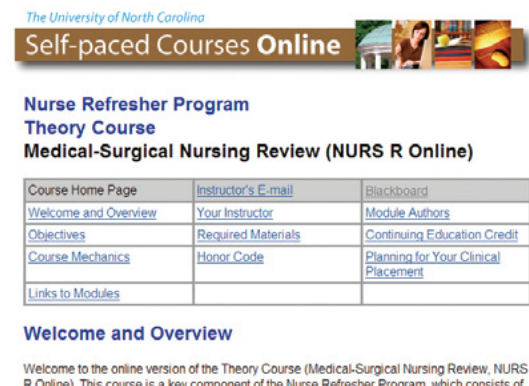 The University of North Carolina
Self-paced Courses Online
Nurse Refresher Program
Theory Course
Medical-Surgical Nursing Review (NURS R Online)
Course Home Page Instructor's E-mail Blackboard
Welcome and Overview Your Instructor Module Authors
Objectives Required Materials Continuing Education Credit
Course Mechanics Honor Code Planning for Your Clinical
Placement
Links to Modules
Welcome and Overview
Welcome to the online version of the Theory Course (Medical-Surgical Nursing Review, NURS
R Online). This course is a key component of the Nurse Refresher Program, which consists of